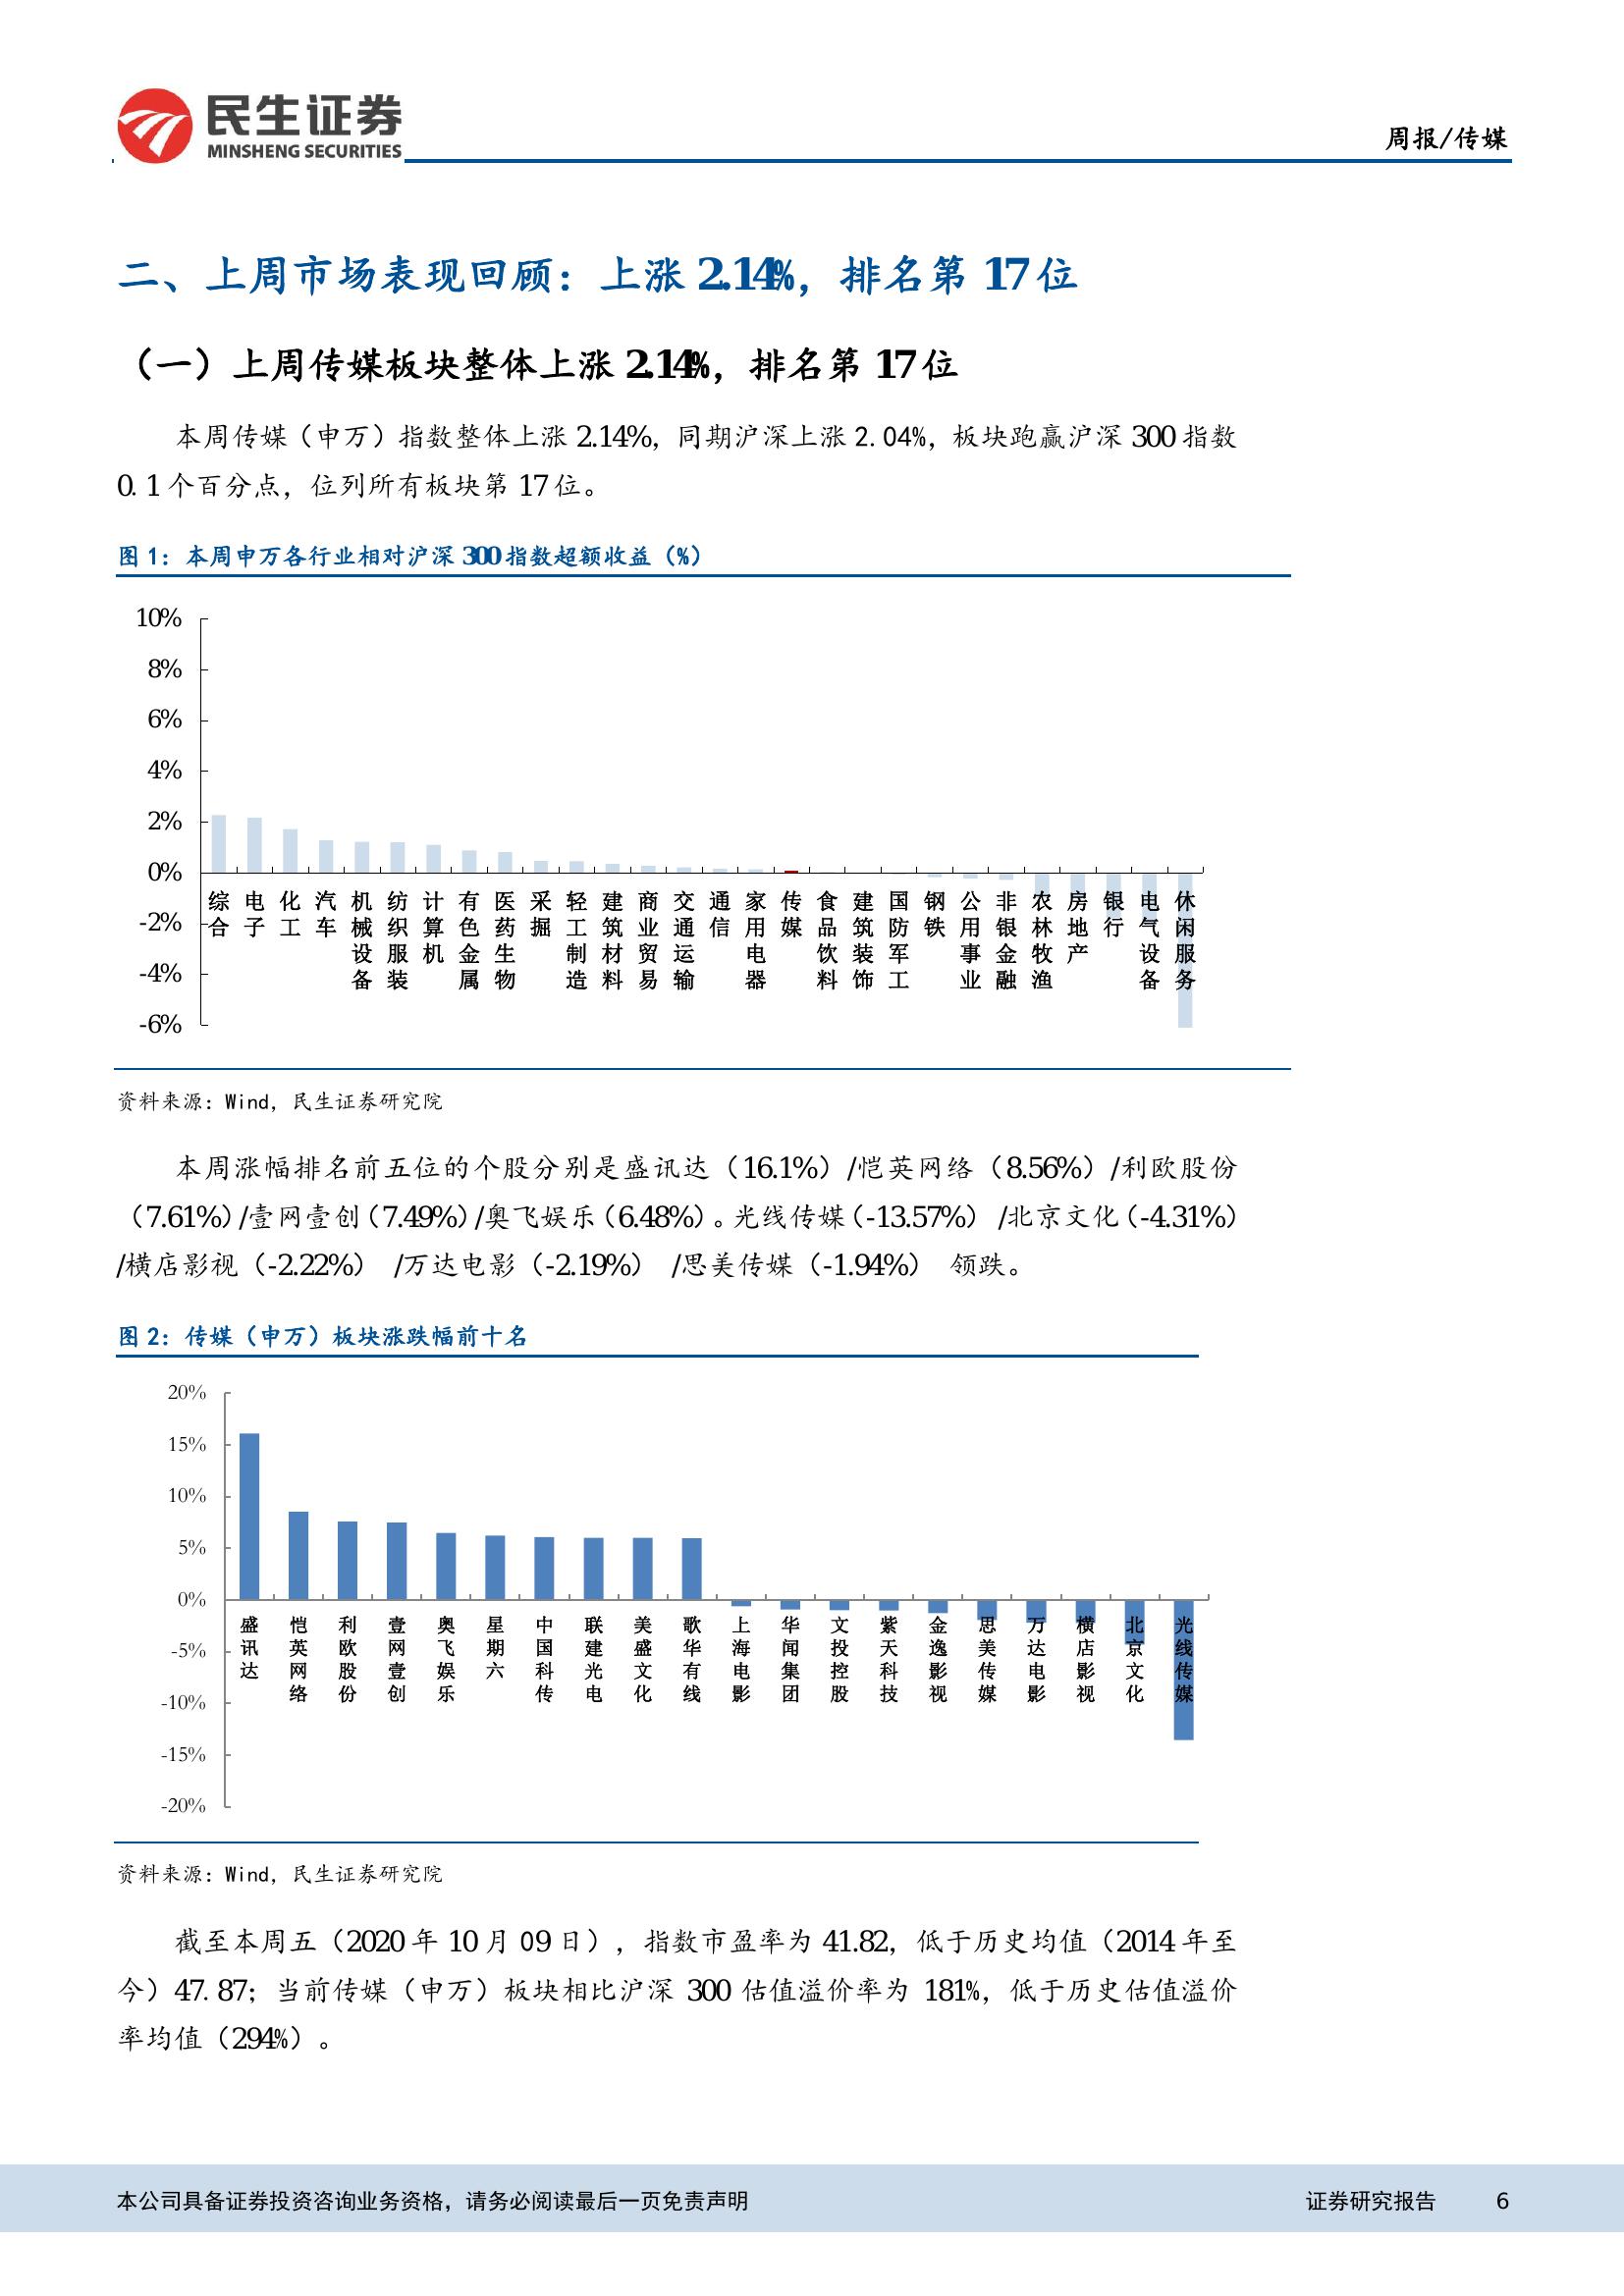 民生证券
MINSHENG SECURITIES
周报/传媒
二、上周市场表现回顾：上涨 2.14%，排名第 17 位
（一）上周传媒板块整体上涨 2.14%，排名第 17 位
本周传媒（申万）指数整体上涨 2.14%，同期沪深上涨 2.04%，板块跑赢沪深 300 指数
0.1 个百分点，位列所有板块第 17 位。
图 1：本周申万各行业相对沪深 300 指数超额收益（%）
10%
8%
6%
4%
2%
0%
-2%
-4%
-6%
综合
电子
化工
汽车
机械设备
纺织服装
计算机
有色金属
医药生物
采掘
轻工制造
建筑材料
商业贸易
交通运输
通信
家用电器
传媒
食品饮料
建筑装饰
国防军工
钢铁
公用事业
非银金融
农林牧渔
房地产
银行
电气设备
休闲服务
资料来源：Wind，民生证券研究院
本周涨幅排名前五位的个股分别是盛讯达（16.1%）/恺英网络（8.56%）/利欧股份
（7.61%）/壹网壹创（7.49%）/奥飞娱乐（6.48%）。光线传媒（-13.57%） /北京文化（-4.31%）
/横店影视（-2.22%） /万达电影（-2.19%） /思美传媒（-1.94%） 领跌。
图 2：传媒（申万）板块涨跌幅前十名
20%
15%
10%
5%
0%
-5%
-10%
-15%
-20%
盛讯达
恺英网络
利欧股份
壹网壹创
奥飞娱乐
星期六
中国科传
联建光电
美盛文化
歌华有线
上海电影
华闻集团
文投控股
紫天科技
金逸影视
思美传媒
万达电影
横店影视
北京文化
光线传媒
资料来源：Wind，民生证券研究院
截至本周五（2020 年 10 月 09 日），指数市盈率为 41.82，低于历史均值（2014 年至
今）47.87；当前传媒（申万）板块相比沪深 300 估值溢价率为 181%，低于历史估值溢价
率均值（294%）。
本公司具备证券投资咨询业务资格，请务必阅读最后一页免责声明
证券研究报告 6